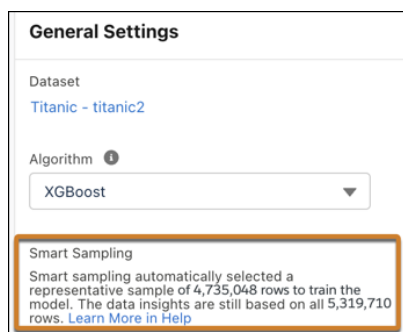 General Settings
Dataset
Titanic - titanic2
Algorithm
XGBoost
Smart Sampling
Smart sampling automatically selected a
representative sample of 4,735,048 rows to train the
model. The data insights are still based on all 5,319,710
rows. Learn More in Help